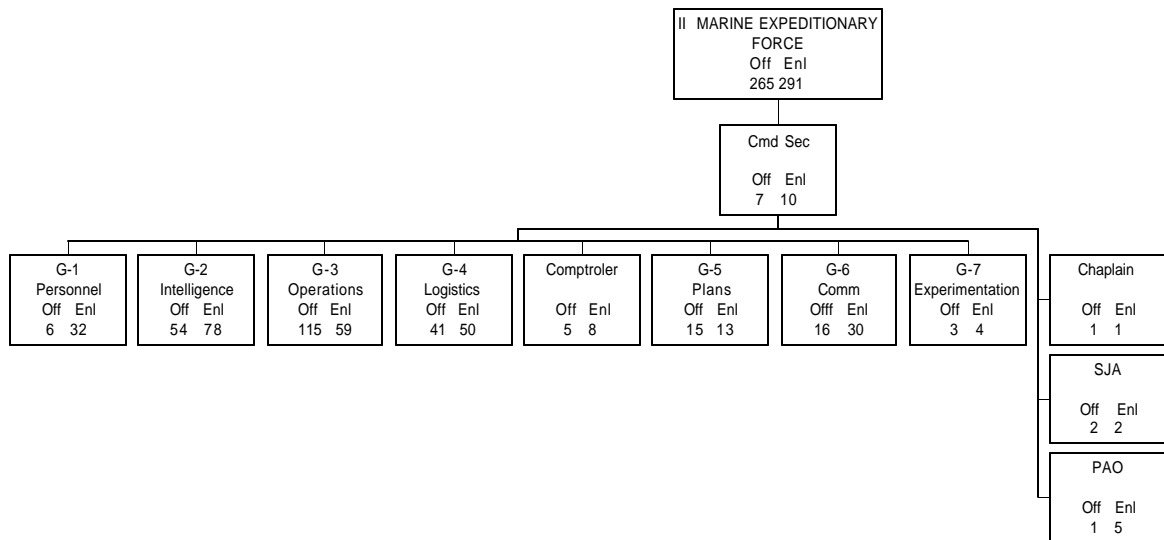 II MARINE EXPEDITIONARY
FORCE
Off Enl
265 291
Cmd Sec
Off Enl
7 10
G-1
Personnel
Off Enl
6 32
G-2
Intelligence
Off Enl
54 78
G-3
Operations
Off Enl
115 59
G-4
Logistics
Off Enl
41 50
Comptroler
Off Enl
5 8
G-5
Plans
Off Enl
15 13
G-6
Comm
Offf Enl
16 30
G-7
Experimentation
Off Enl
3 4
Chaplain
Off Enl
1 1
SJA
Off Enl
2 2
PAO
Off Enl
1 5